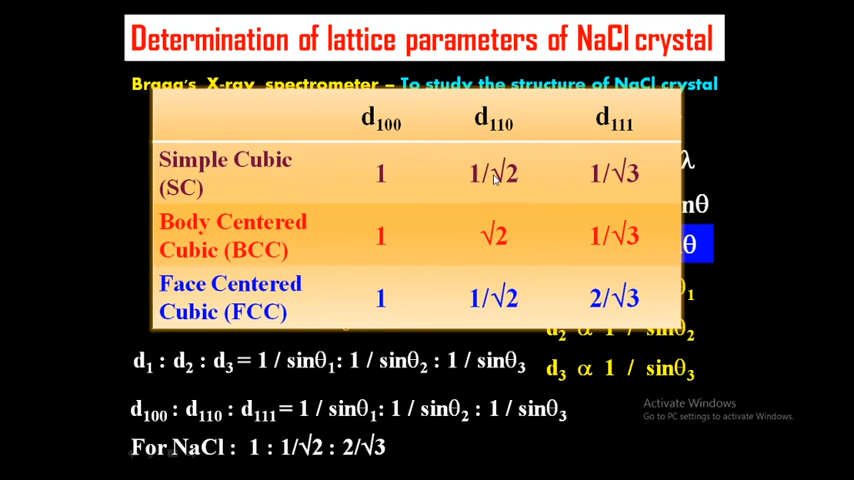 Determination of lattice parameters of NaCl crystal
Bragg's X-ray spectrometer – To study the structure of NaCl crystal
d100 d110 d111
Simple Cubic (SC) 1 1/√2 1/√3
Body Centered Cubic (BCC) 1 √2 1/√3
Face Centered Cubic (FCC) 1 1/√2 2/√3
λ
nθ
θ
θ1
d2 α 1 / sinθ2
d1 : d2 : d3 = 1 / sinθ1: 1 / sinθ2 : 1 / sinθ3
d3 α 1 / sinθ3
d100 : d110 : d111 = 1 / sinθ1: 1 / sinθ2 : 1 / sinθ3
For NaCl : 1 : 1/√2 : 2/√3
Activate Windows
Go to PC settings to activate Windows.